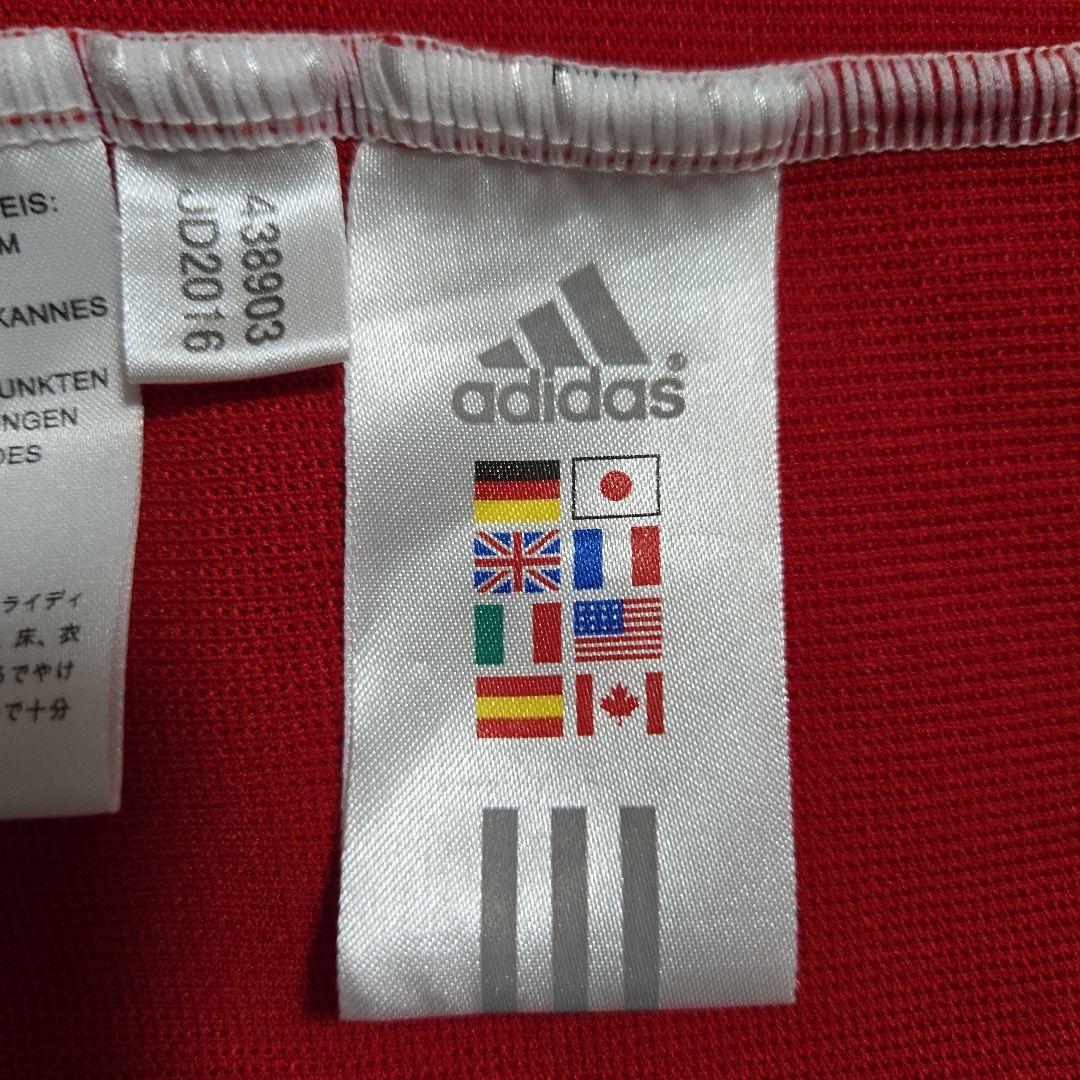 EIS:
M
KANNES
UNKTEN
NGEN
DES
ライディ
、床、衣
るでやけ
で十分
438903
JD2016
adidas®